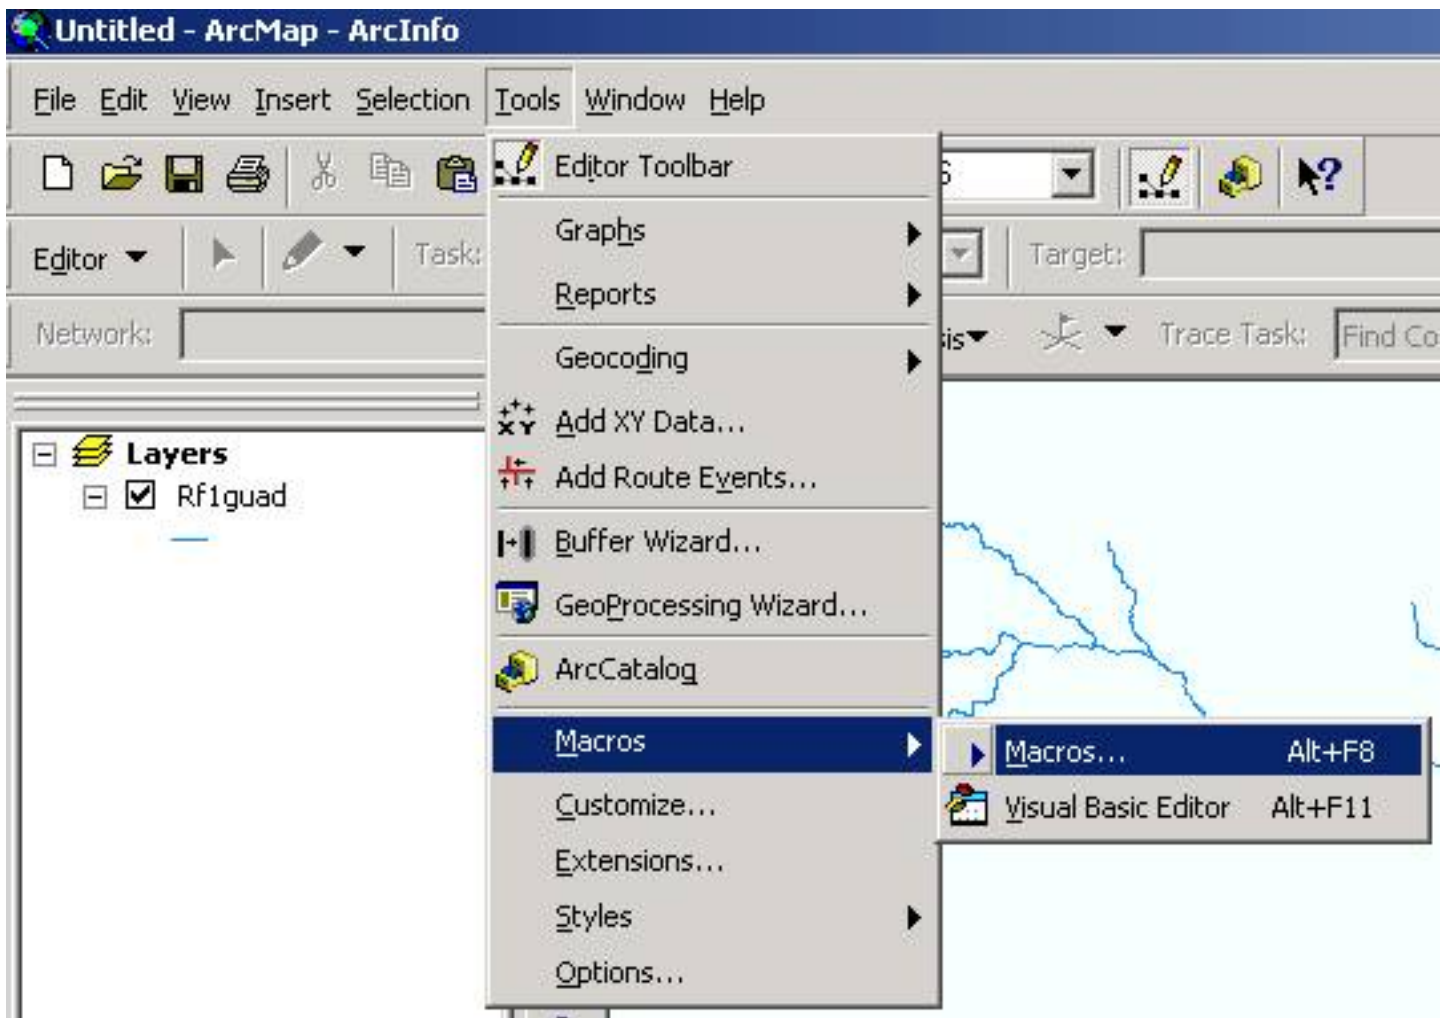 Untitled - ArcMap - ArcInfo
File Edit View Insert Selection Tools Window Help
Editor Toolbar
Graphs
Editor Task: Target:
Reports
Network: Trace Task: Find Co
Geocoding
Add XY Data...
Layers
Add Route Events...
Rf1guad
Buffer Wizard...
GeoProcessing Wizard...
ArcCatalog
Macros
Macros... Alt+F8
Customize...
Visual Basic Editor Alt+F11
Extensions...
Styles
Options...